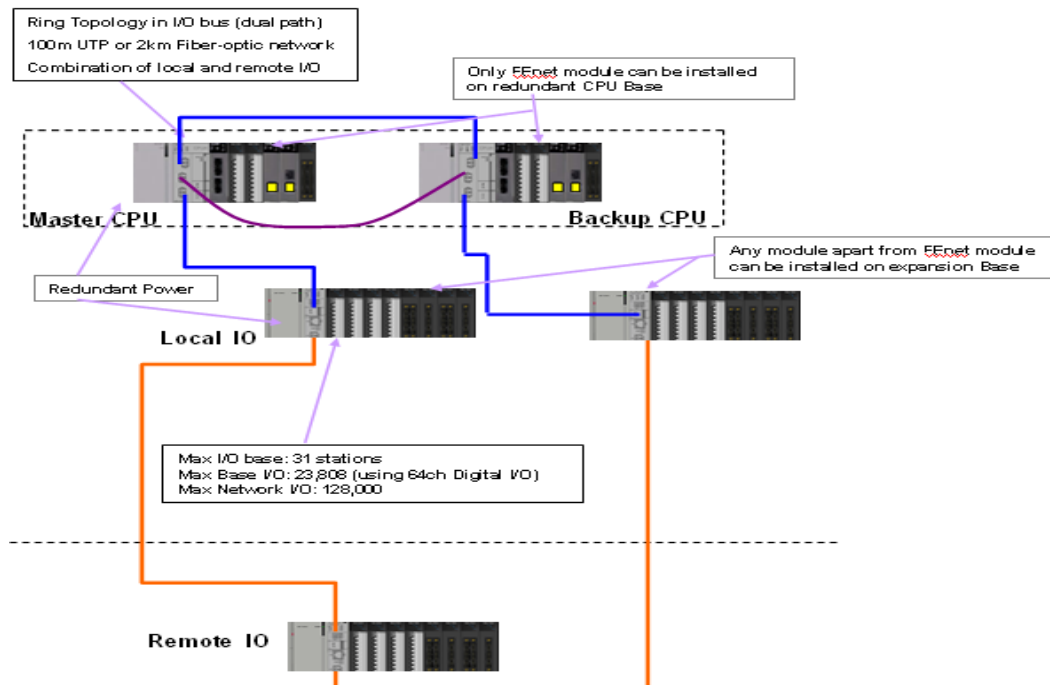 Ring Topology in I/O bus (dual path)
100m UTP or 2km Fiber-optic network
Combination of local and remote I/O
Only FEnet module can be installed
on redundant CPU Base
Master CPU
Backup CPU
Any module apart from FEnet module
can be installed on expansion Base
Redundant Power
Local IO
Max I/O base: 31 stations
Max Base I/O: 23,808 (using 64ch Digital I/O)
Max Network I/O: 128,000
Remote IO